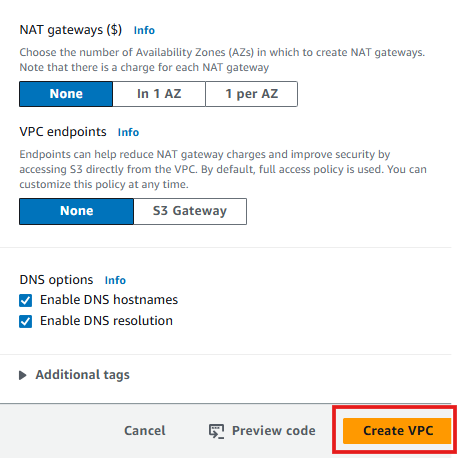 NAT gateways ($) Info
Choose the number of Availability Zones (AZs) in which to create NAT gateways.
Note that there is a charge for each NAT gateway
None In 1 AZ 1 per AZ
VPC endpoints Info
Endpoints can help reduce NAT gateway charges and improve security by
accessing S3 directly from the VPC. By default, full access policy is used. You can
customize this policy at any time.
None S3 Gateway
DNS options Info
Enable DNS hostnames
Enable DNS resolution
Additional tags
Cancel Preview code Create VPC